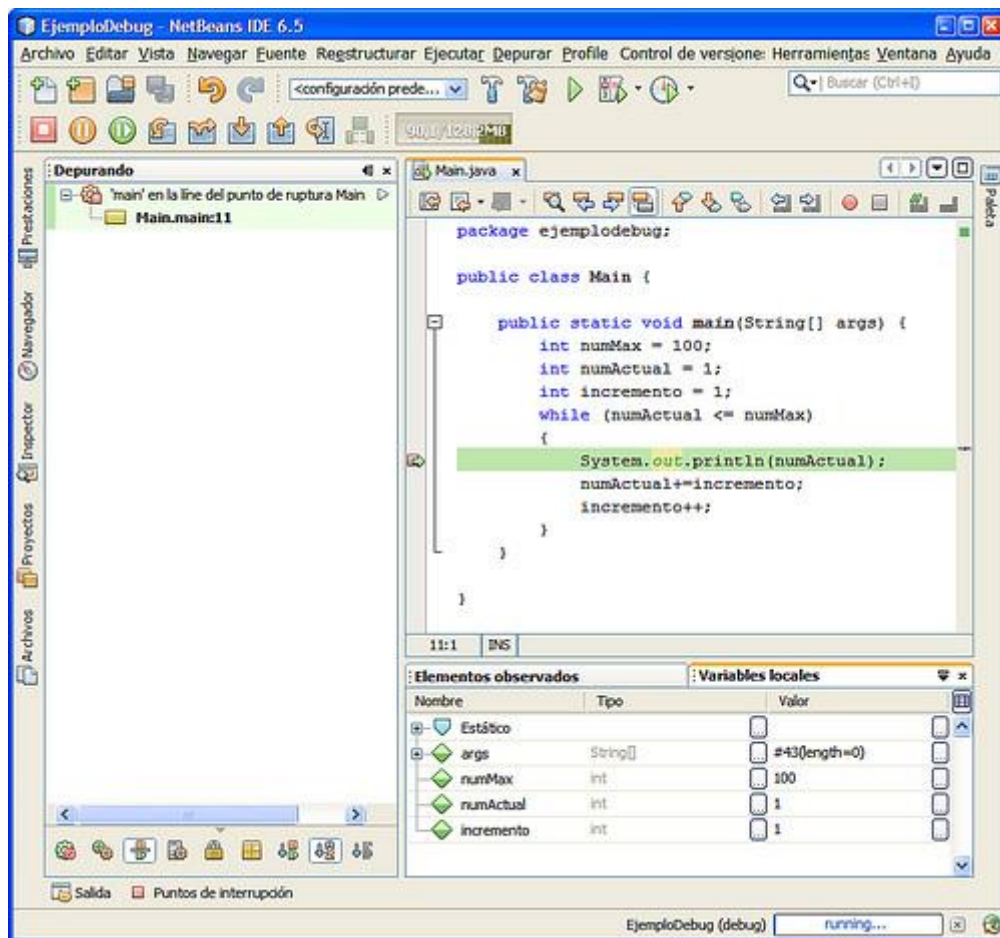 EjemploDebug - NetBeans IDE 6.5
Archivo Editar Vista Navegar Fuente Reestructurar Ejecutar Depurar Profile Control de versione: Herramientas Ventana Ayuda
<configuración prede...
Buscar (Ctrl+I)
Prestaciones
Navegador
Inspector
Proyectos
Archivos
Depurando
'main' en la líne del punto de ruptura Main
Main.main:11
Main.java
Paleta
package ejemplodebug;
public class Main {
public static void main(String[] args) {
int numMax = 100;
int numActual = 1;
int incremento = 1;
while (numActual <= numMax)
{
System.out.println(numActual);
numActual+=incremento;
incremento++;
}
}
}
11:1 INS
Elementos observados Variables locales
Nombre Tipo Valor
Estático
args String[] #43(length=0)
numMax int 100
numActual int 1
incremento int 1
Salida Puntos de interrupción
EjemploDebug (debug) running...